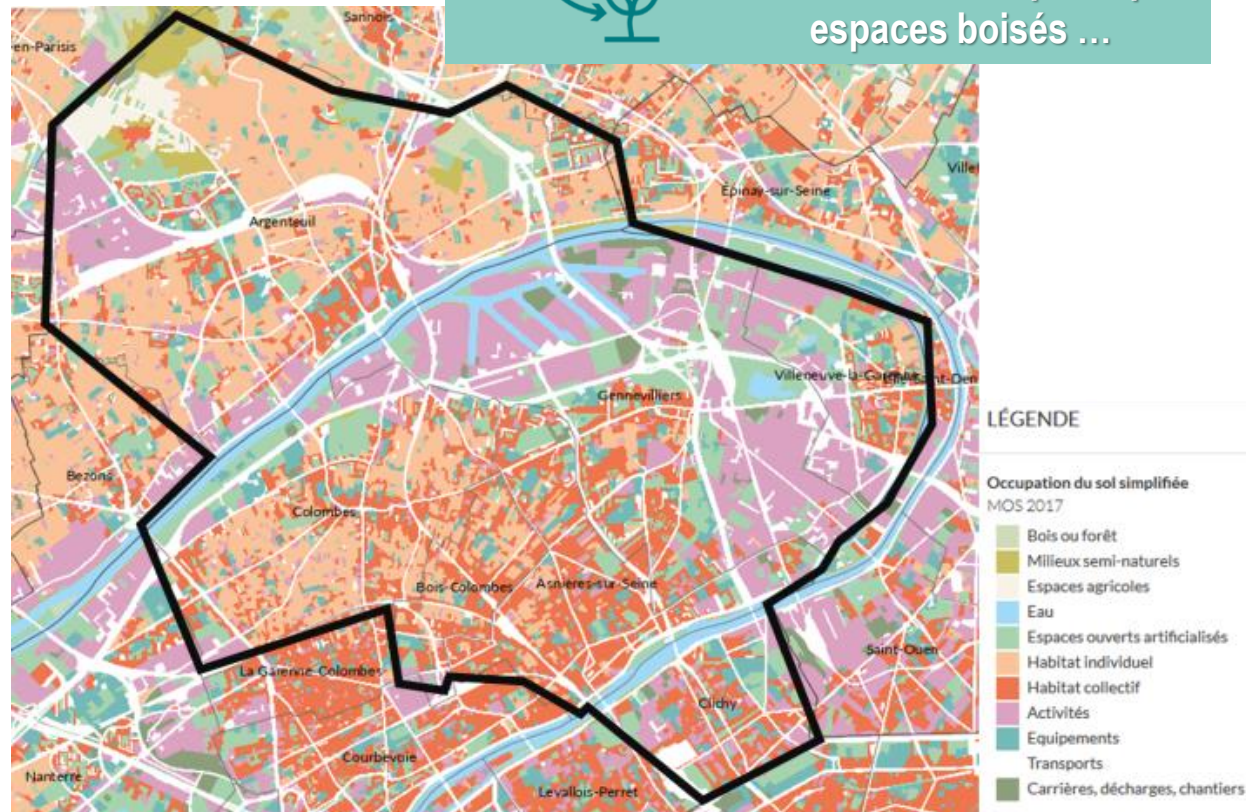 espaces boisés ...
Sannois
-en-Parisis
Epinay-sur-Seine
Argenteuil
Villeneuve-la-Garenne
Gennevilliers
Bezons
Colombes
Bois-Colombes
Asnières-sur-Seine
Saint-Ouen
La Garenne-Colombes
Clichy
Courbevoie
Nanterre
Levallois-Perret
LÉGENDE
Occupation du sol simplifiée
MOS 2017
Bois ou forêt
Milieux semi-naturels
Espaces agricoles
Eau
Espaces ouverts artificialisés
Habitat individuel
Habitat collectif
Activités
Equipements
Transports
Carrières, décharges, chantiers